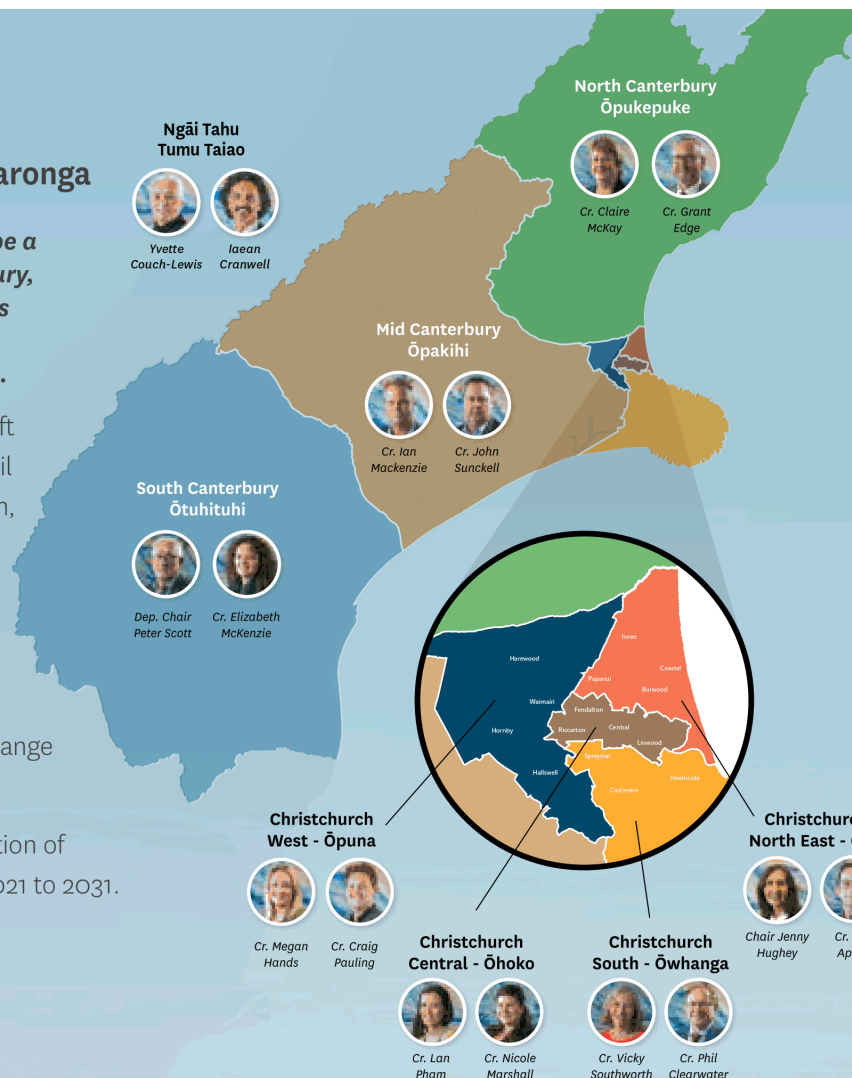 aronga
be a
ury,
s
.
ft
il
n,
ange
tion of
021 to 2031.
Ngāi Tahu
Tumu Taiao
Yvette
Couch-Lewis
Iaean
Cranwell
North Canterbury
Ōpukepuke
Cr. Claire
McKay
Cr. Grant
Edge
Mid Canterbury
Ōpakihi
Cr. Ian
Mackenzie
Cr. John
Sunckell
South Canterbury
Ōtuhituhi
Dep. Chair
Peter Scott
Cr. Elizabeth
McKenzie
Innes
Harewood
Coastal
Papanui
Burwood
Waimairi
Fendalton
Riccarton
Central
Hornby
Linwood
Spreydon
Halswell
Heathcote
Cashmere
Christchurch
West - Ōpuna
Cr. Megan
Hands
Cr. Craig
Pauling
Christchurch
Central - Ōhoko
Cr. Lan
Pham
Cr. Nicole
Marshall
Christchurch
South - Ōwhanga
Cr. Vicky
Southworth
Cr. Phil
Clearwater
Christchurc
North East -
Chair Jenny
Hughey
Cr.
Ap